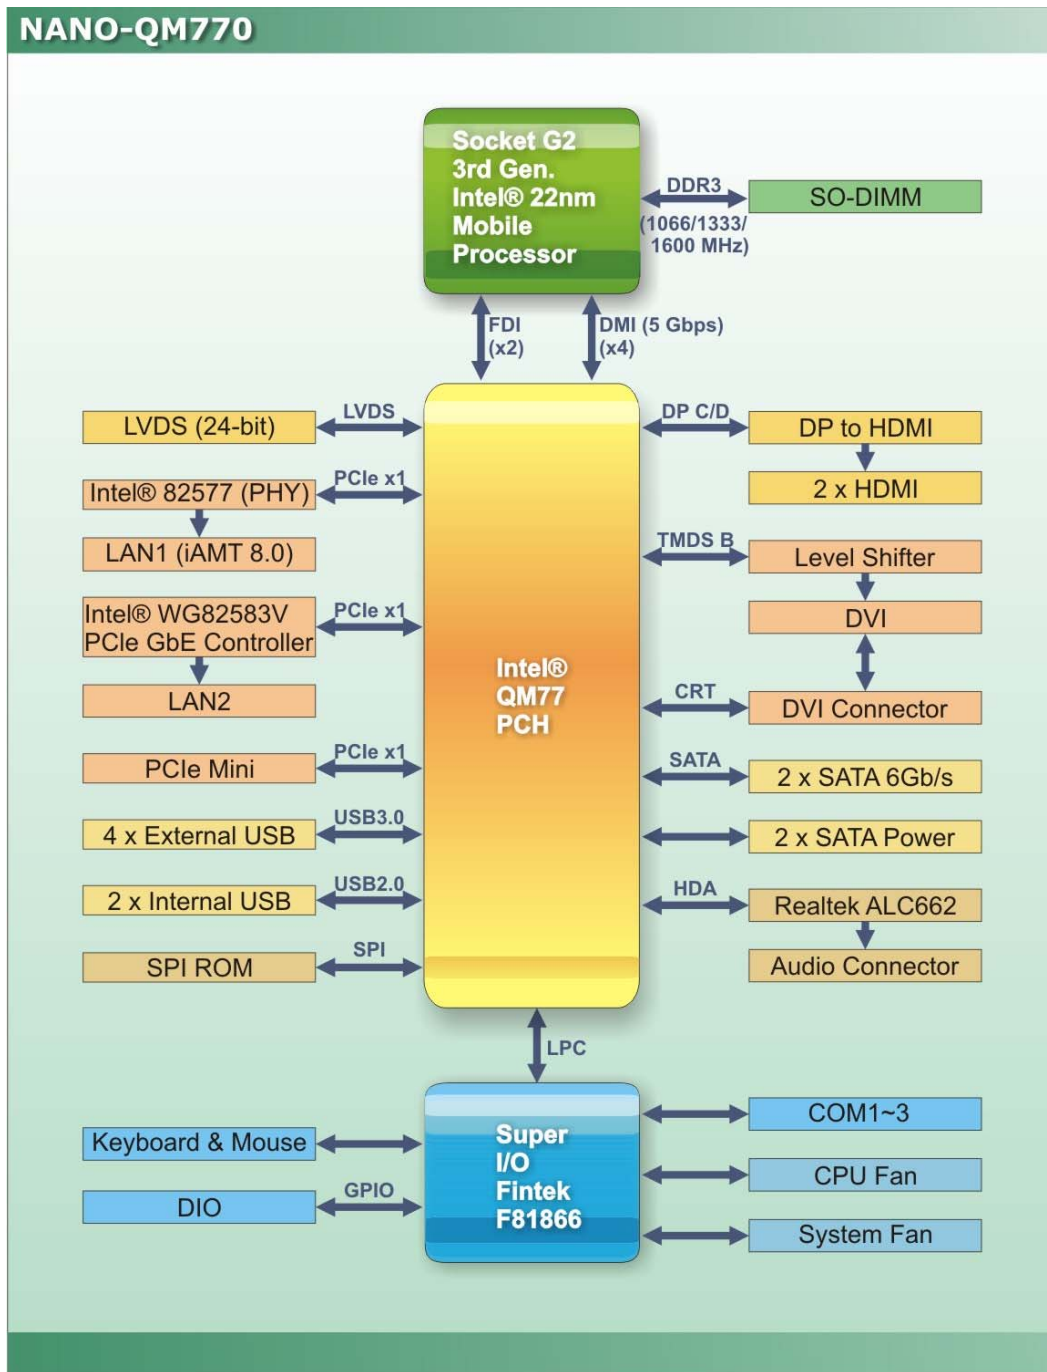 NANO-QM770
Socket G2
3rd Gen.
Intel® 22nm
Mobile
Processor
DDR3
(1066/1333/
1600 MHz)
SO-DIMM
FDI
(x2)
DMI (5 Gbps)
(x4)
LVDS (24-bit)
LVDS
Intel® 82577 (PHY)
PCIe x1
LAN1 (iAMT 8.0)
Intel® WG82583V
PCIe GbE Controller
PCIe x1
LAN2
PCIe Mini
PCIe x1
4 x External USB
USB3.0
2 x Internal USB
USB2.0
SPI ROM
SPI
Intel®
QM77
PCH
DP C/D
DP to HDMI
2 x HDMI
TMDS B
Level Shifter
DVI
CRT
DVI Connector
SATA
2 x SATA 6Gb/s
2 x SATA Power
HDA
Realtek ALC662
Audio Connector
LPC
Keyboard & Mouse
DIO
GPIO
Super
I/O
Fintek
F81866
COM1~3
CPU Fan
System Fan